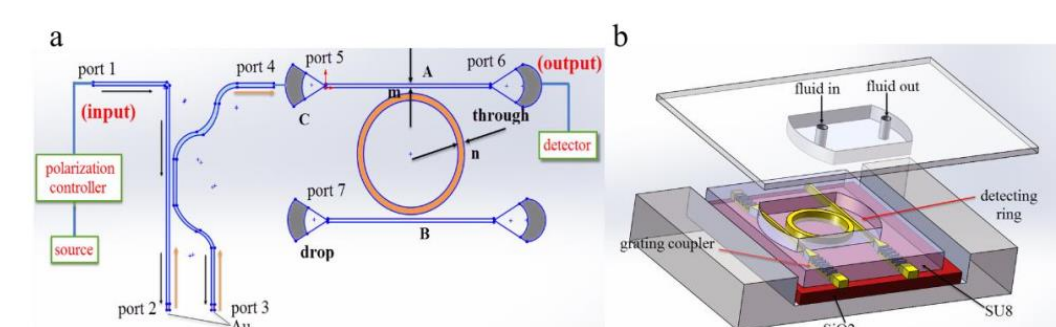 a
port 1
(input)
polarization
controller
source
port 2
port 3
Au
port 4
port 5
C
m
A
port 6
(output)
through
n
detector
port 7
drop
B
b
fluid in
fluid out
detecting
ring
grating coupler
SU8
SiO2